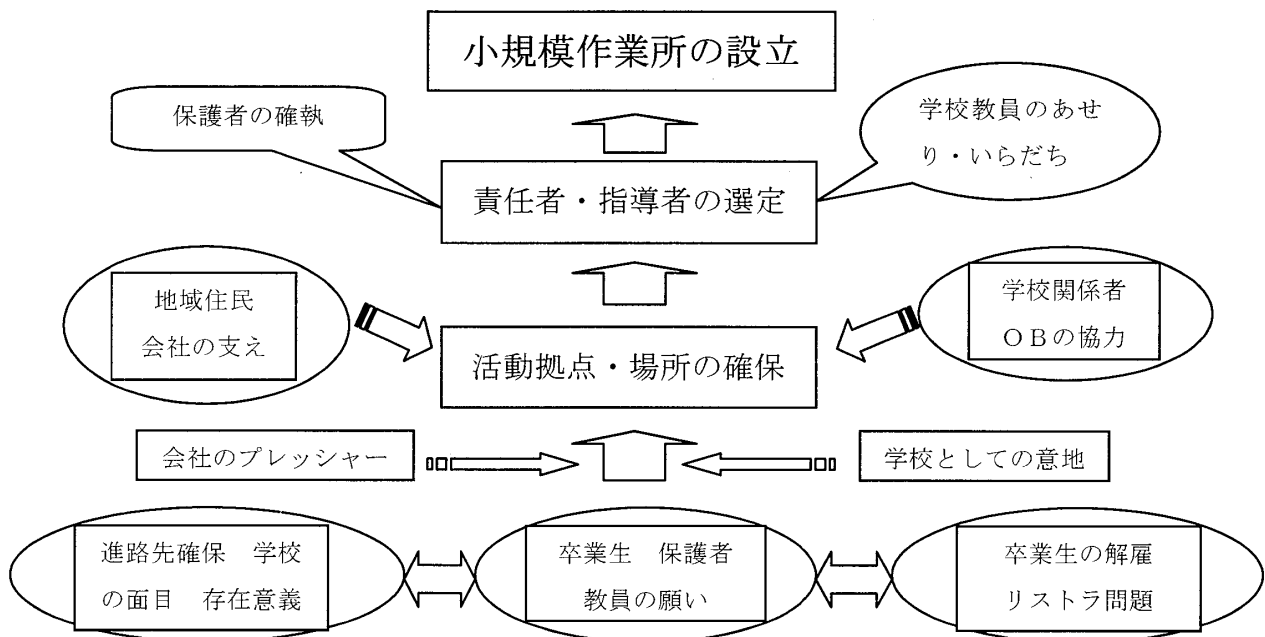 小規模作業所の設立
保護者の確執
学校教員のあせ
り・いらだち
責任者・指導者の選定
地域住民
会社の支え
学校関係者
ＯＢの協力
活動拠点・場所の確保
会社のプレッシャー
学校としての意地
進路先確保　学校
の面目　存在意義
卒業生　保護者
教員の願い
卒業生の解雇
リストラ問題